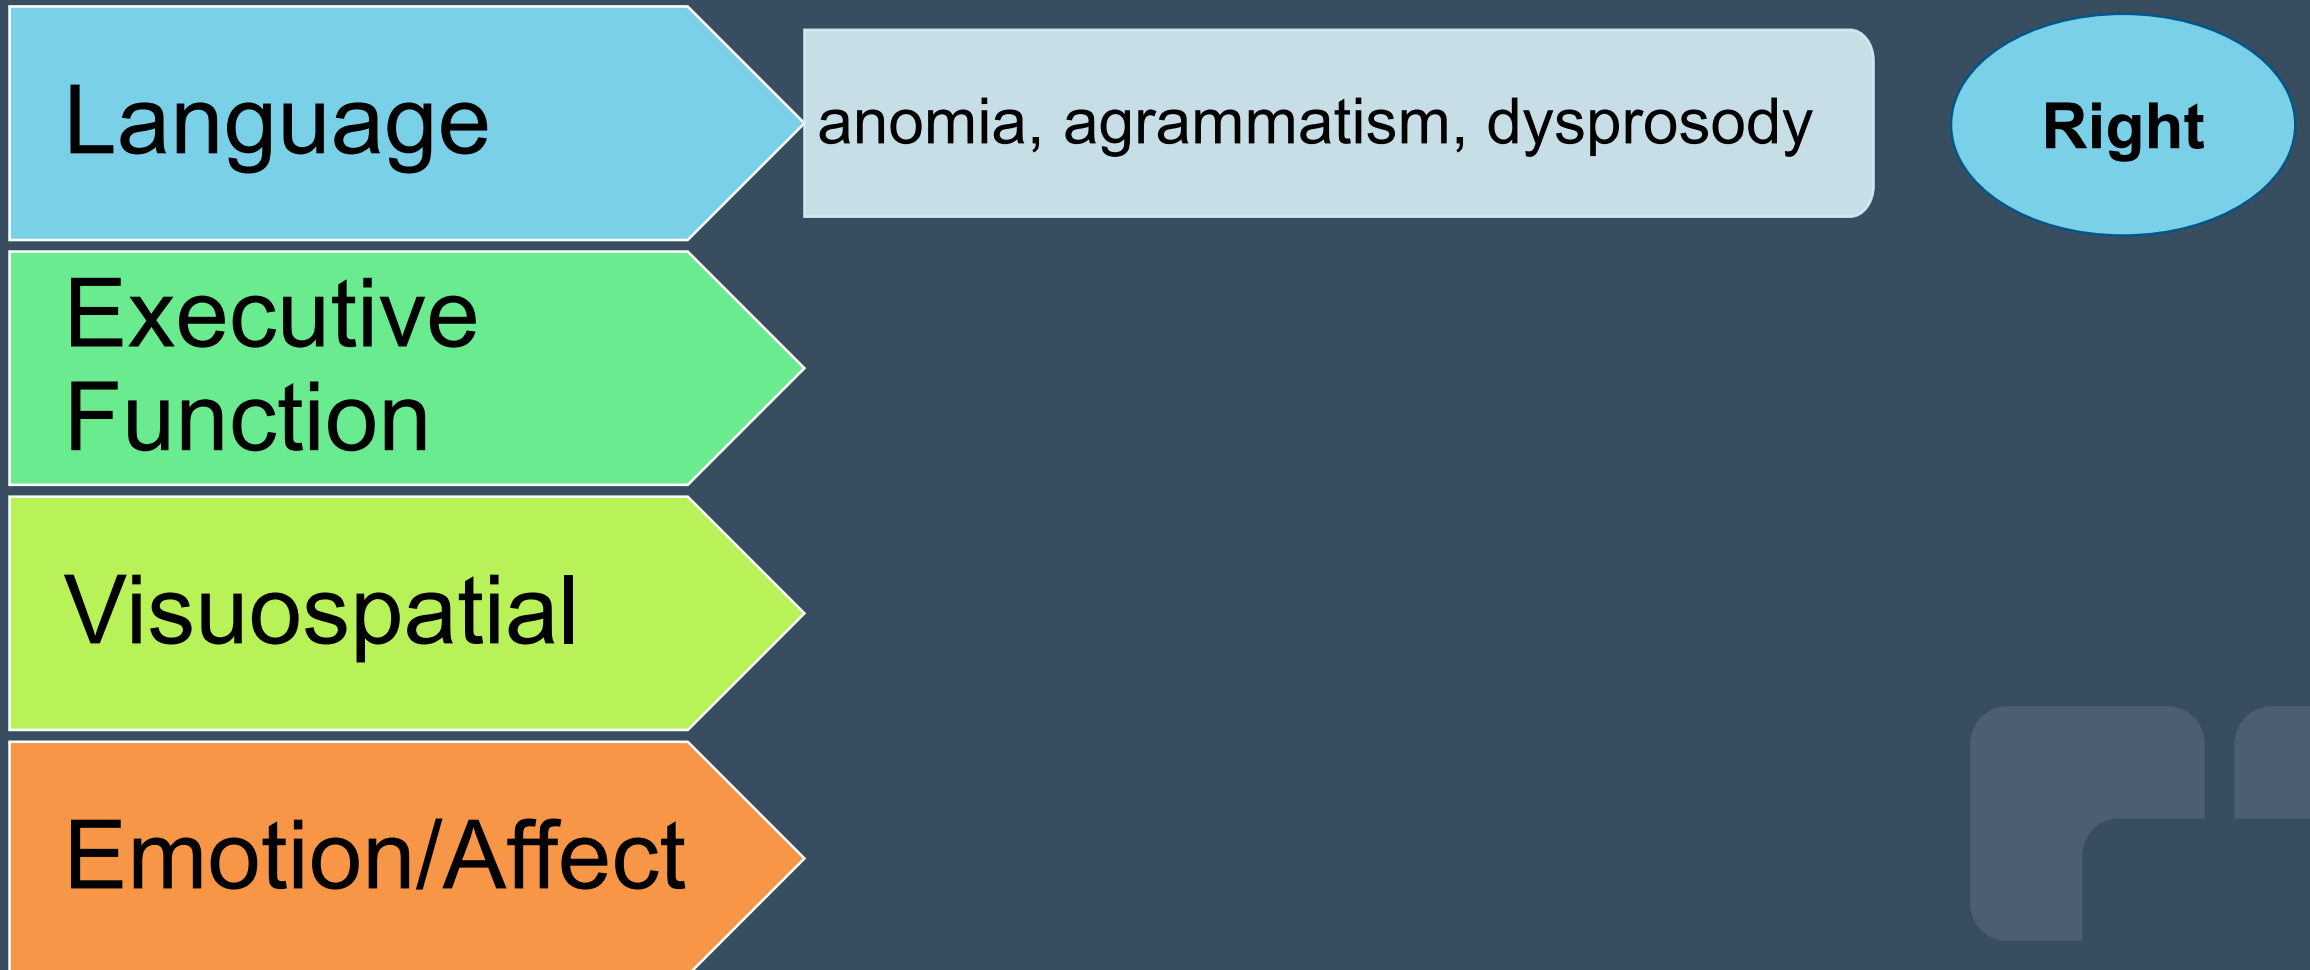 Language
anomia, agrammatism, dysprosody
Right
Executive
Function
Visuospatial
Emotion/Affect